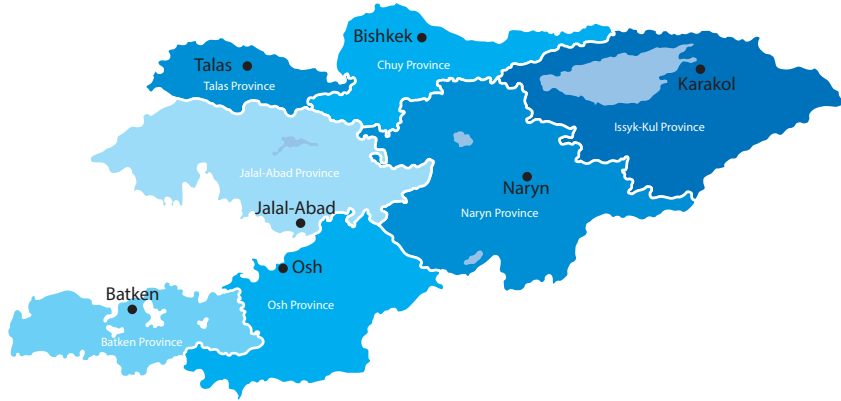 Bishkek
Chuy Province
Talas
Talas Province
Karakol
Issyk-Kul Province
Jalal-Abad Province
Naryn
Naryn Province
Jalal-Abad
Osh
Osh Province
Batken
Batken Province